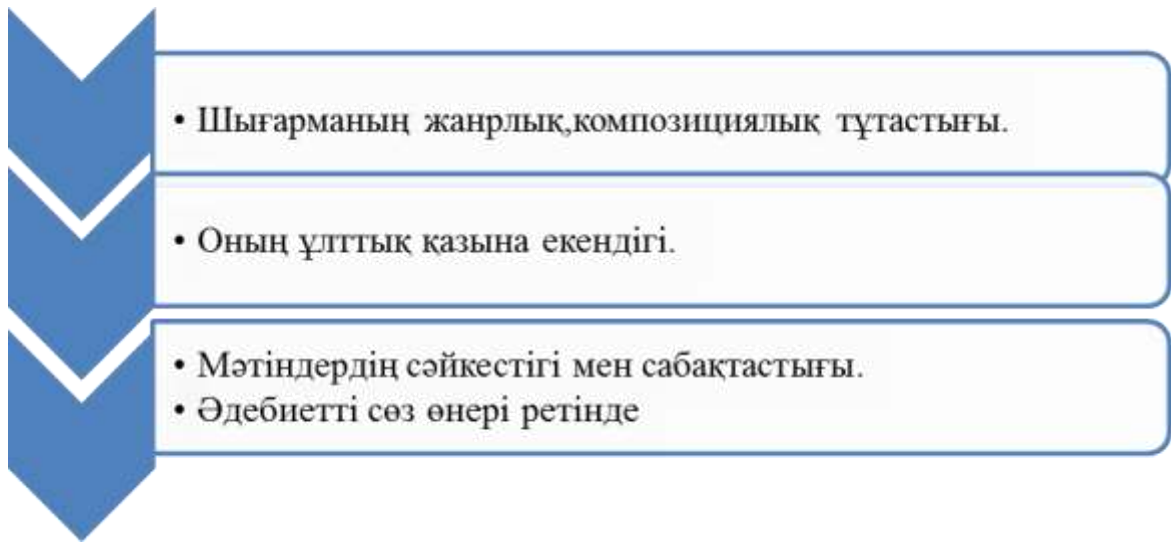 • Шығарманың жанрлық,композициялық тұтастығы.
• Оның ұлттық қазына екендігі.
• Мәтіндердің сәйкестігі мен сабақтастығы.
• Әдебиетті сөз өнері ретінде